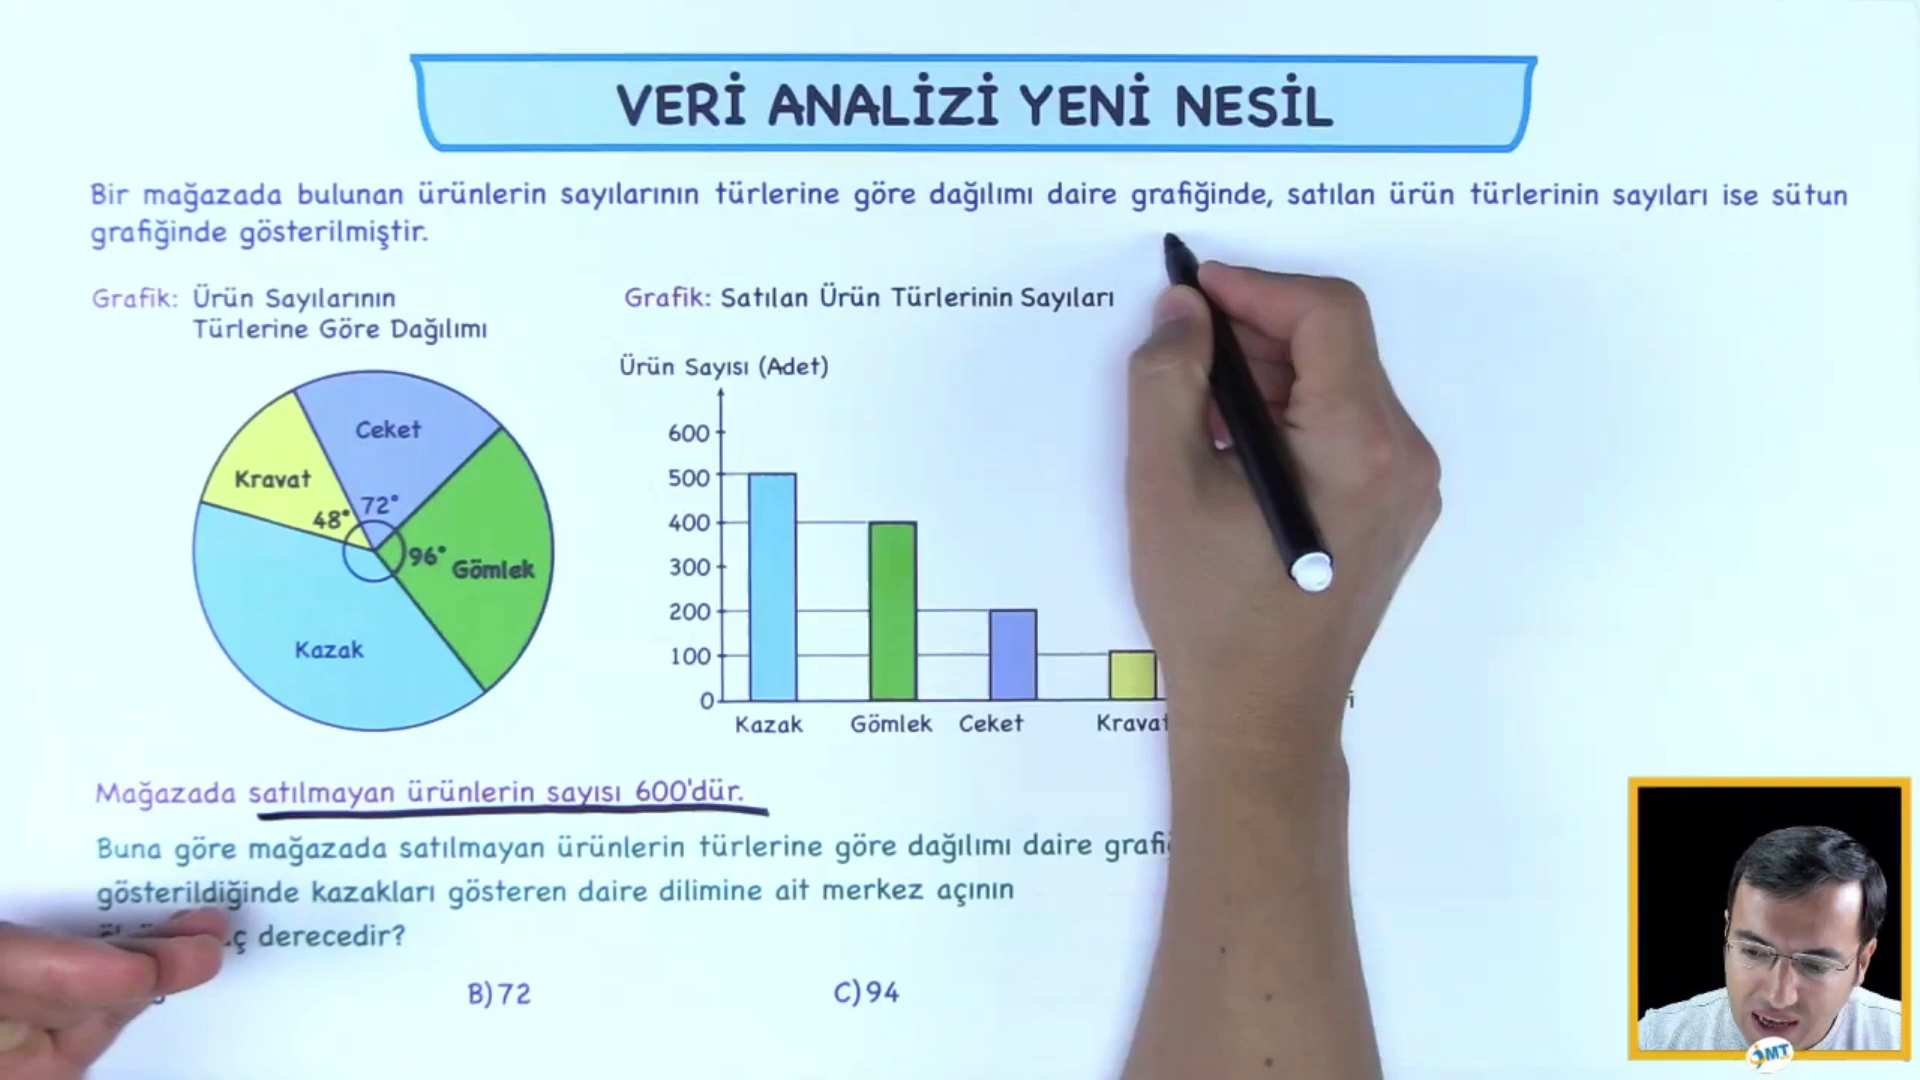 VERİ ANALİZİ YENİ NESİL
Bir mağazada bulunan ürünlerin sayılarının türlerine göre dağılımı daire grafiğinde, satılan ürün türlerinin sayıları ise sütun
grafiğinde gösterilmiştir.
Grafik: Ürün Sayılarının
Türlerine Göre Dağılımı
Ceket
Kravat
72°
48°
96°
Gömlek
Kazak
Grafik: Satılan Ürün Türlerinin Sayıları
Ürün Sayısı (Adet)
600
500
400
300
200
100
0
Kazak Gömlek Ceket Kravat
Mağazada satılmayan ürünlerin sayısı 600'dür.
Buna göre mağazada satılmayan ürünlerin türlerine göre dağılımı daire
gösterildiğinde kazakları gösteren daire dilimine ait merkez açının
derecedir?
B) 72
C) 94
MT